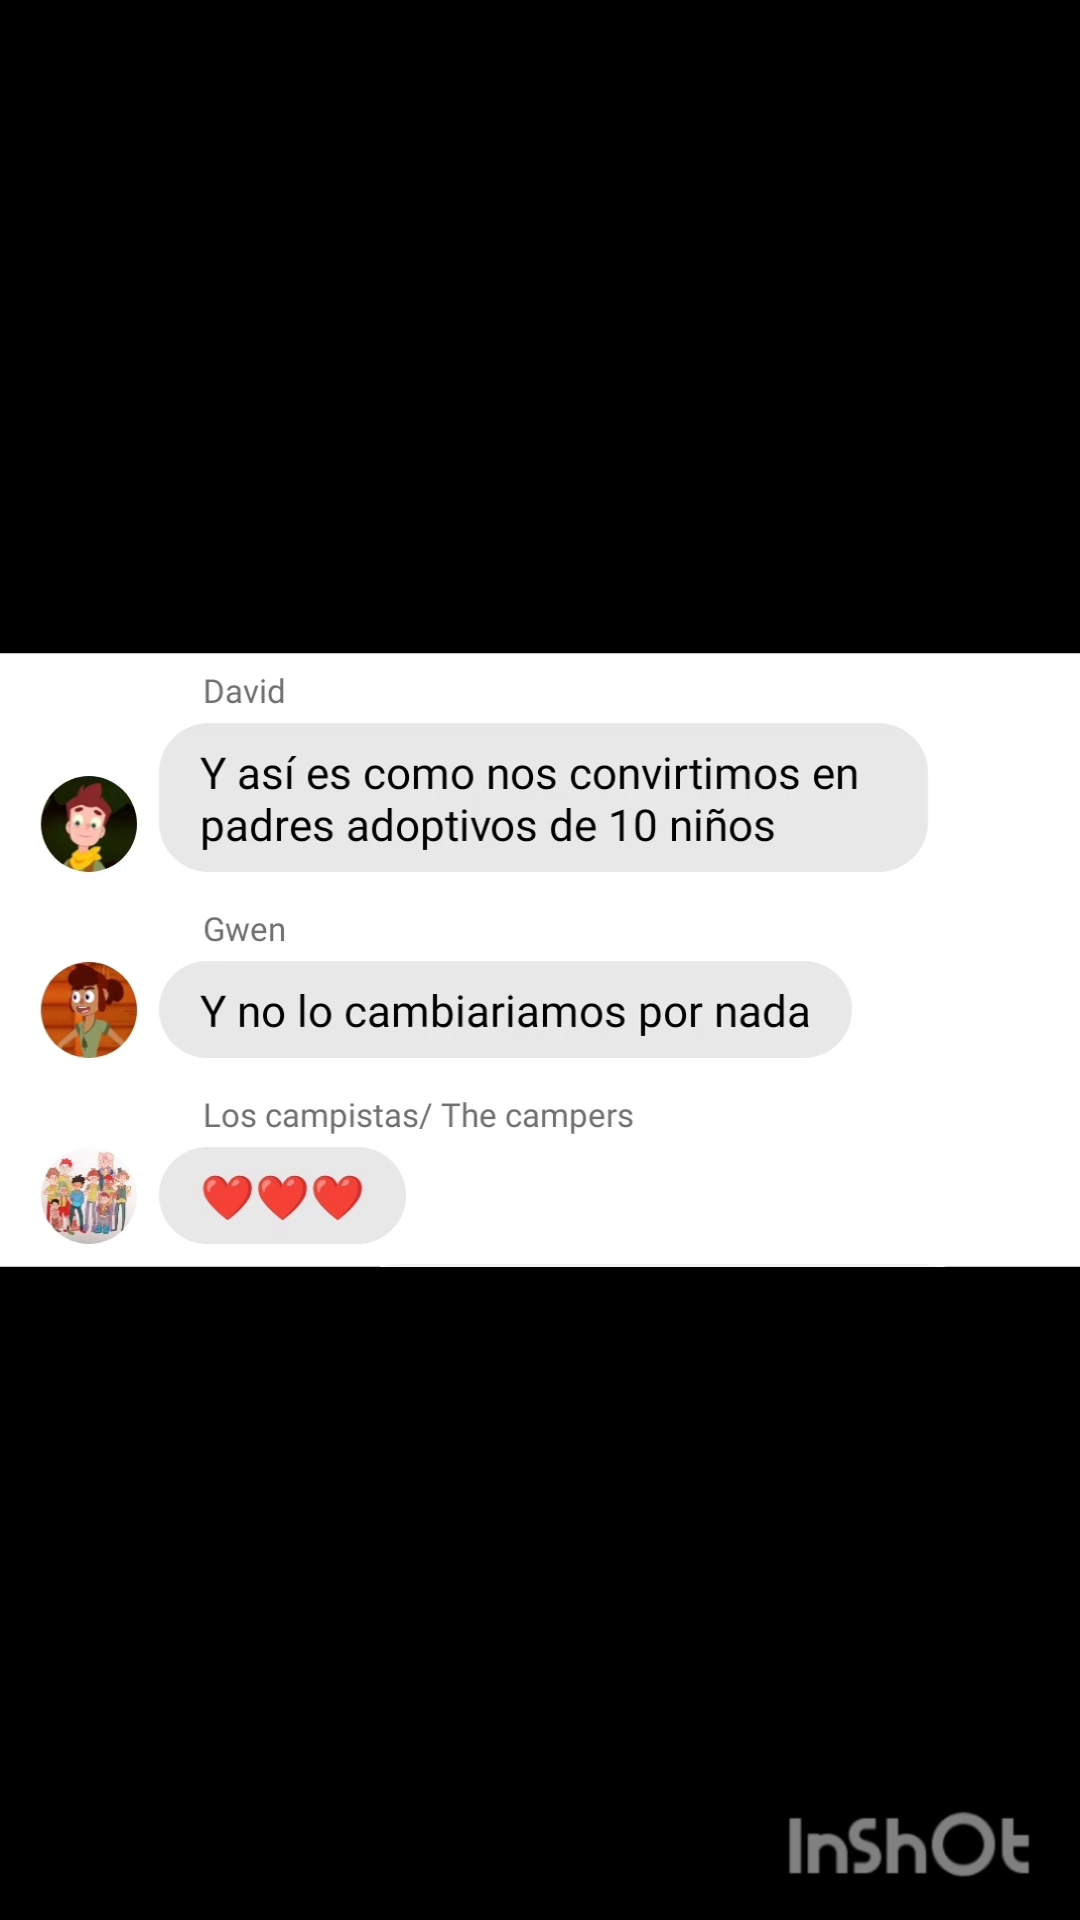 David
Y así es como nos convirtimos en
padres adoptivos de 10 niños
Gwen
Y no lo cambiariamos por nada
Los campistas/ The campers
❤️❤️❤️
InShOt